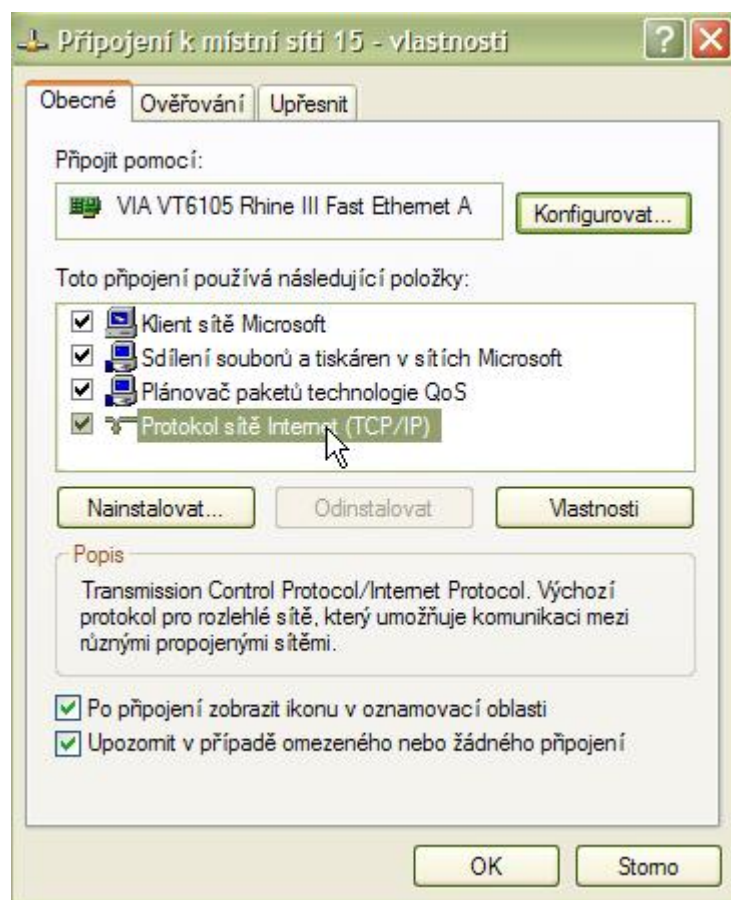 Připojení k místní síti 15 - vlastnosti
Obecné Ověřování Upřesnit
Připojit pomocí:
VIA VT6105 Rhine III Fast Ethernet A Konfigurovat...
Toto připojení používá následující položky:
Klient sítě Microsoft
Sdílení souborů a tiskáren v sítích Microsoft
Plánovač paketů technologie QoS
Protokol sítě Internet (TCP/IP)
Nainstalovat... Odinstalovat Vlastnosti
Popis
Transmission Control Protocol/Internet Protocol. Výchozí
protokol pro rozlehlé sítě, který umožňuje komunikaci mezi
různými propojenými sítěmi.
Po připojení zobrazit ikonu v oznamovací oblasti
Upozornit v případě omezeného nebo žádného připojení
OK Storno